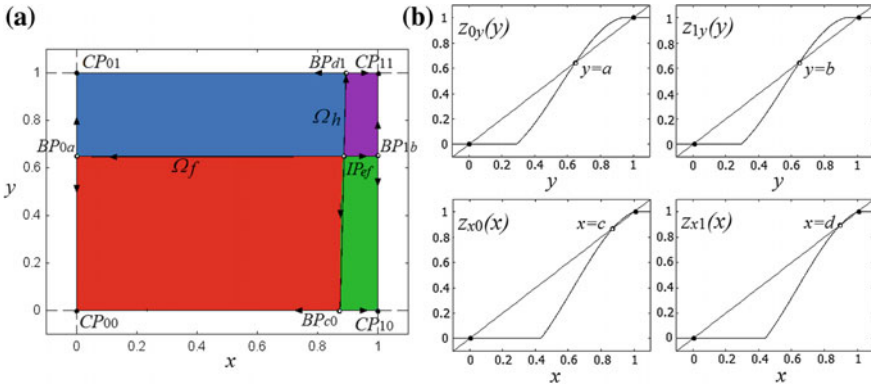 (a)
CP01 BPd1 CP11
1
Ωh
0.8
BP0a BP1b
0.6
Ωf IPef
y
0.4
0.2
0
CP00 BPc0 CP10
0 0.2 0.4 0.6 0.8 1
x
(b)
z0y(y)
1
0.8
0.6
0.4
0.2
0
y=a
0 0.2 0.4 0.6 0.8 1
y
z1y(y)
1
0.8
0.6
0.4
0.2
0
y=b
0 0.2 0.4 0.6 0.8 1
y
zx0(x)
x=c
1
0.8
0.6
0.4
0.2
0
0 0.2 0.4 0.6 0.8 1
x
zx1(x)
x=d
1
0.8
0.6
0.4
0.2
0
0 0.2 0.4 0.6 0.8 1
x